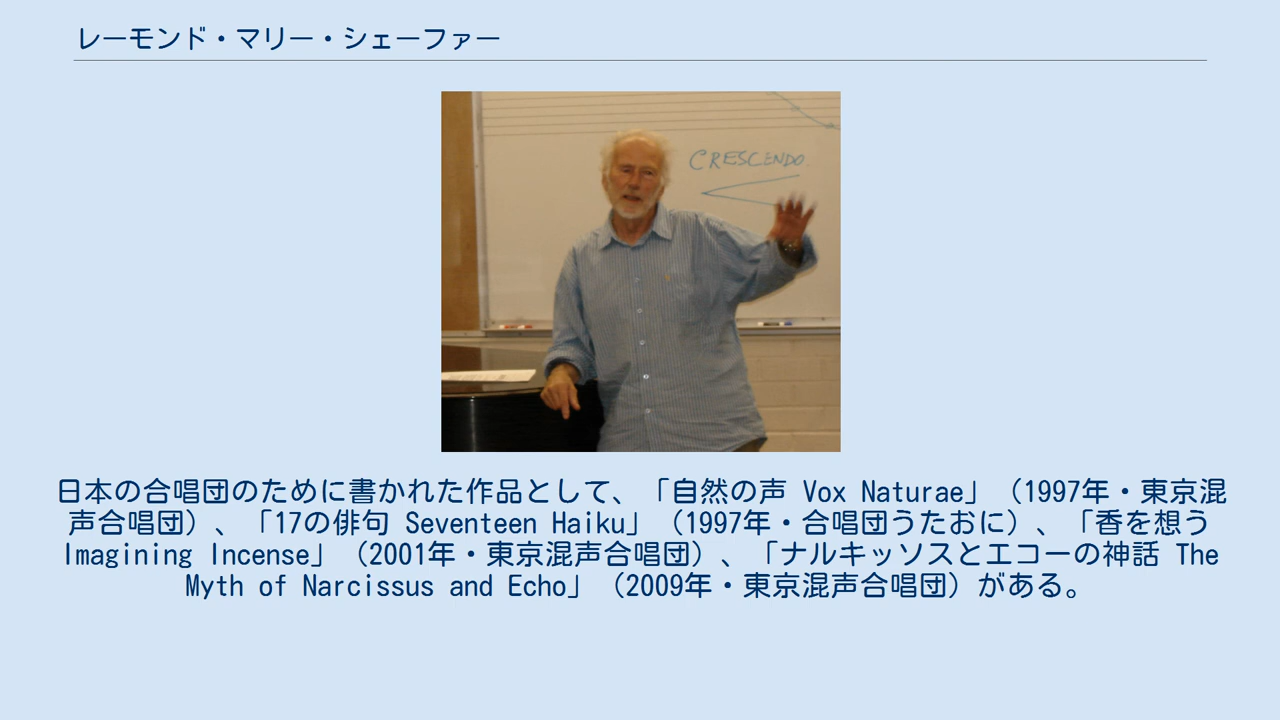 レーモンド・マリー・シェーファー
CRESCENDO
日本の合唱団のために書かれた作品として、「自然の声 Vox Naturae」（1997年・東京混
声合唱団）、「17の俳句 Seventeen Haiku」（1997年・合唱団うたおに）、「香を想う
Imagining Incense」（2001年・東京混声合唱団）、「ナルキッソスとエコーの神話 The
Myth of Narcissus and Echo」（2009年・東京混声合唱団）がある。